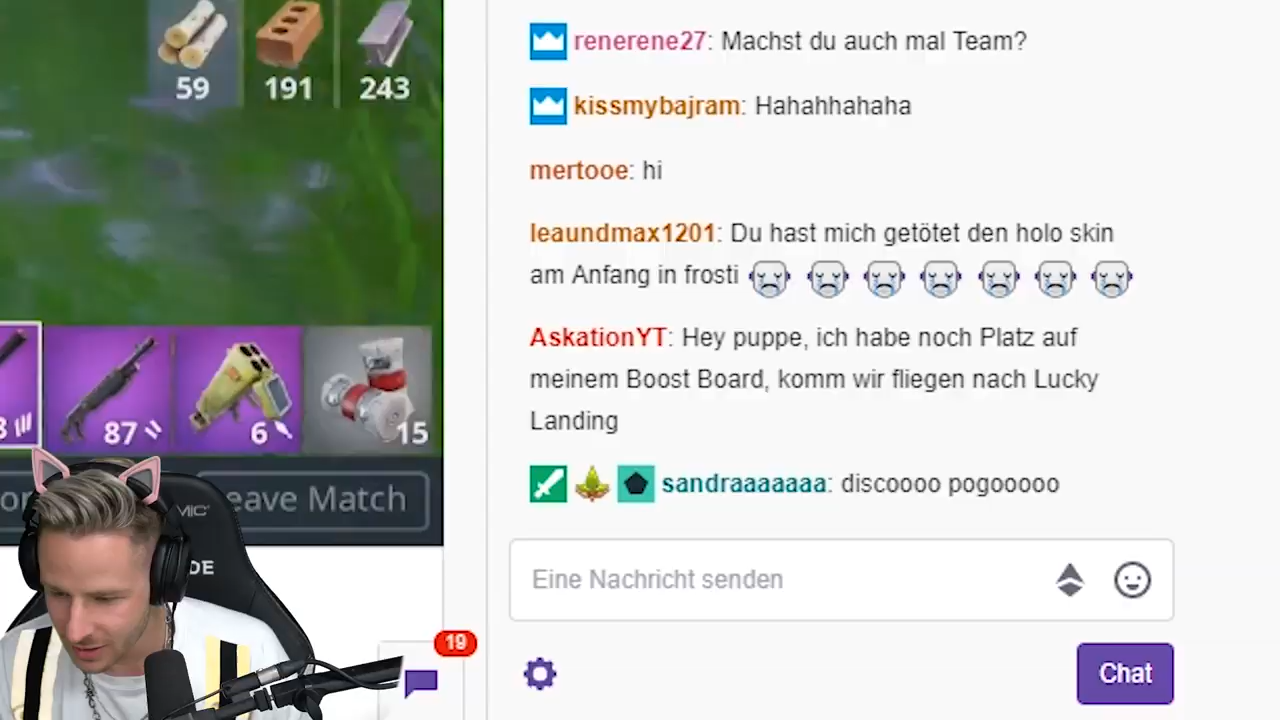 59 191 243
renerene27: Machst du auch mal Team?
kissmybajram: Hahahhahaha
mertooe: hi
leaundmax1201: Du hast mich getötet den holo skin
am Anfang in frosti
AskationYT: Hey puppe, ich habe noch Platz auf
meinem Boost Board, komm wir fliegen nach Lucky
Landing
87 6 15
sandraaaaaaa: discoooo pogooooo
eave Match
Eine Nachricht senden
19
Chat